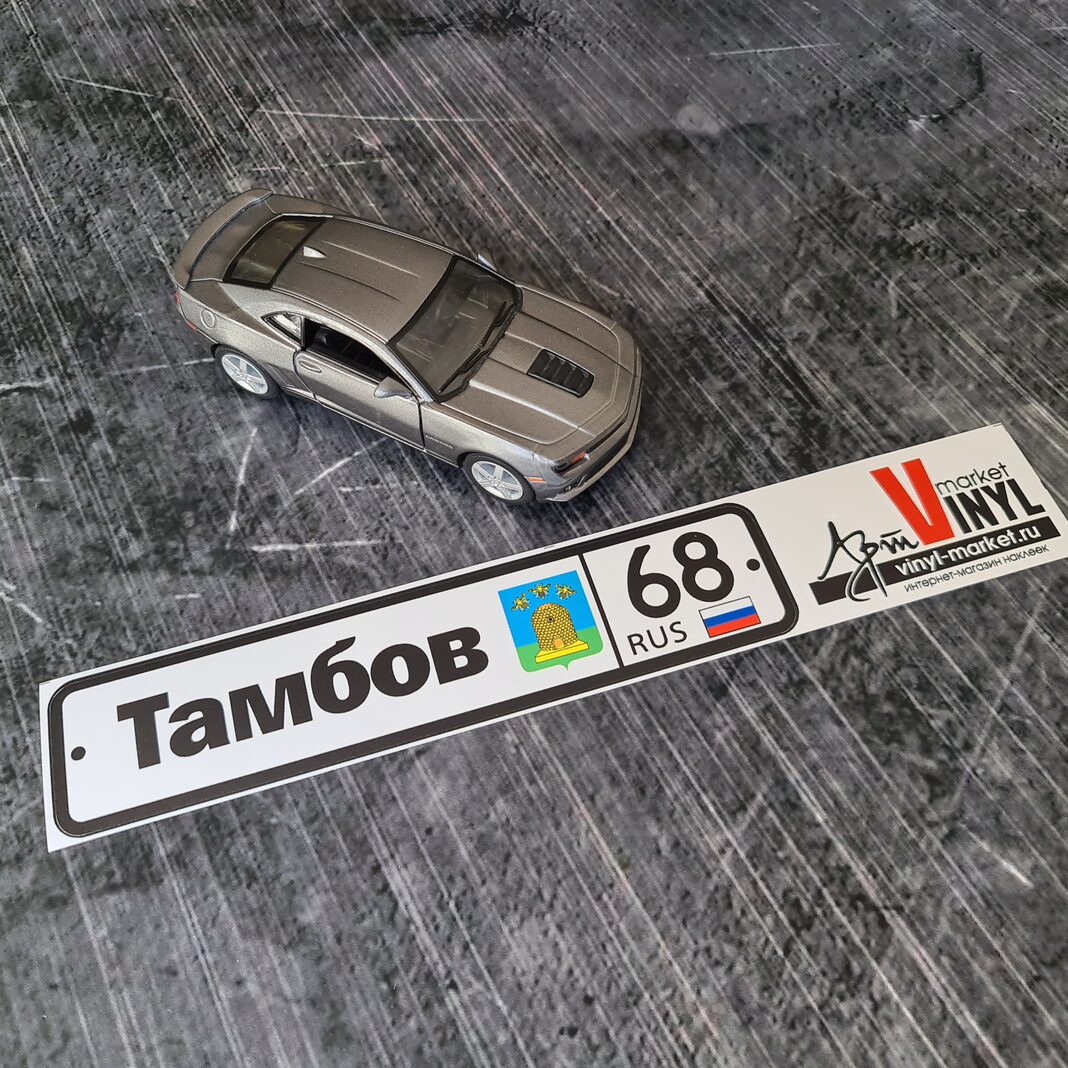 Тамбов
68
RUS
market
VINYL
Арт
vinyl-market.ru
интернет-магазин наклеек